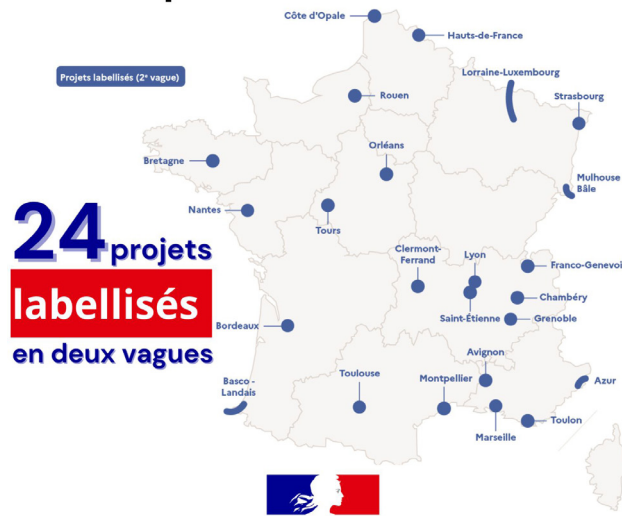 Côte d'Opale
Hauts-de-France
Projets labellisés (2e vague)
Lorraine-Luxembourg
Strasbourg
Rouen
Orléans
Bretagne
Mulhouse
Bâle
Nantes
Tours
24 projets
labellisés
en deux vagues
Clermont-
Ferrand
Lyon
Franco-Genevoi
Chambéry
Saint-Étienne
Grenoble
Bordeaux
Avignon
Basco -
Landais
Toulouse
Montpellier
Azur
Toulon
Marseille